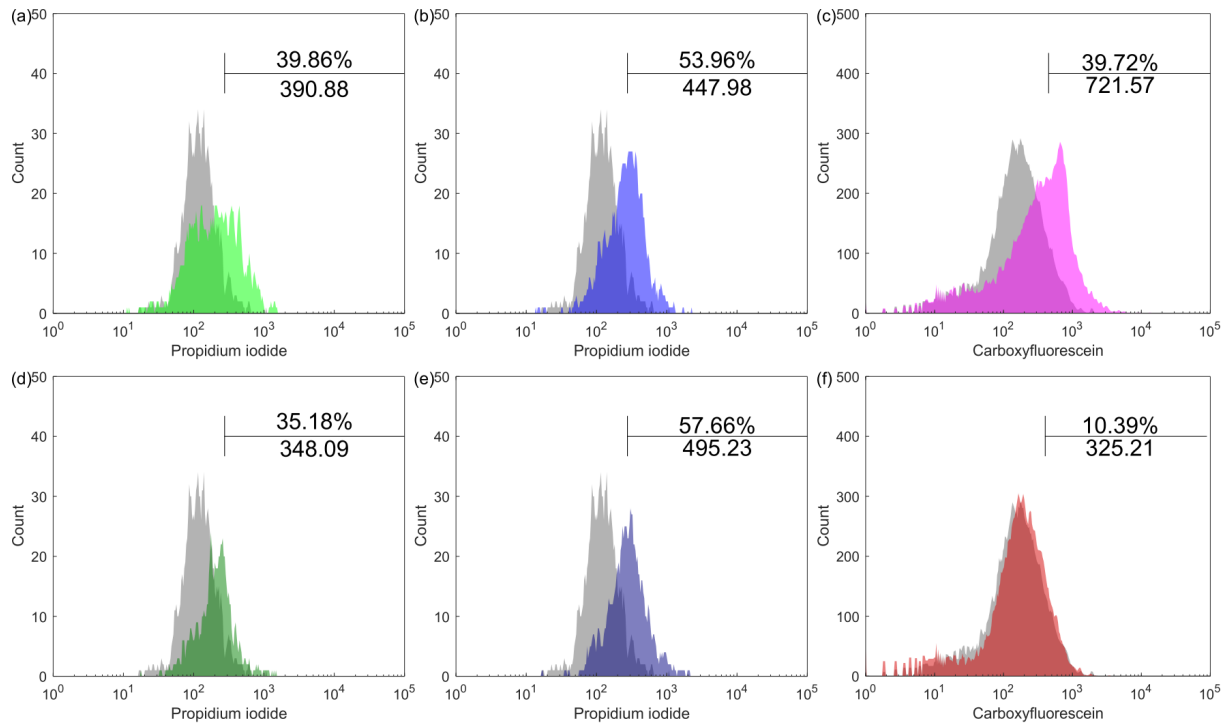 (a)
50
40
30
20
10
0
Count
39.86%
390.88
10^0 10^1 10^2 10^3 10^4 10^5
Propidium iodide
(b)
50
40
30
20
10
0
Count
53.96%
447.98
10^0 10^1 10^2 10^3 10^4 10^5
Propidium iodide
(c)
500
400
300
200
100
0
Count
39.72%
721.57
10^0 10^1 10^2 10^3 10^4 10^5
Carboxyfluorescein
(d)
50
40
30
20
10
0
Count
35.18%
348.09
10^0 10^1 10^2 10^3 10^4 10^5
Propidium iodide
(e)
50
40
30
20
10
0
Count
57.66%
495.23
10^0 10^1 10^2 10^3 10^4 10^5
Propidium iodide
(f)
500
400
300
200
100
0
Count
10.39%
325.21
10^0 10^1 10^2 10^3 10^4 10^5
Carboxyfluorescein